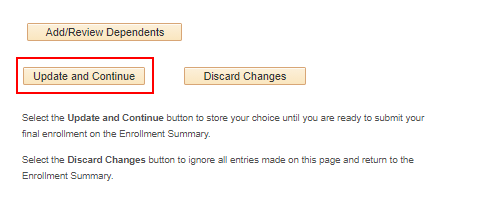 Add/Review Dependents
Update and Continue Discard Changes
Select the Update and Continue button to store your choice until you are ready to submit your
final enrollment on the Enrollment Summary.
Select the Discard Changes button to ignore all entries made on this page and return to the
Enrollment Summary.